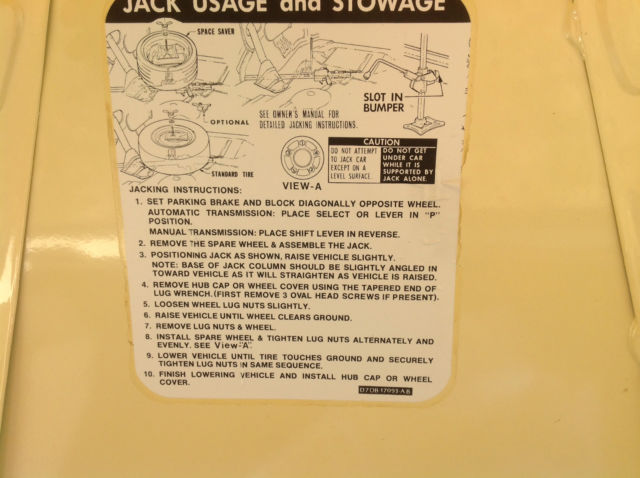 JACK USAGE and STOWAGE
SPACE SAVER
OPTIONAL
STANDARD TIRE
SEE OWNER'S MANUAL FOR
DETAILED JACKING INSTRUCTIONS.
SLOT IN
BUMPER
VIEW-A
CAUTION
DO NOT ATTEMPT
TO JACK CAR
EXCEPT ON A
LEVEL SURFACE.
DO NOT GET
UNDER CAR
WHILE IT IS
SUPPORTED BY
JACK ALONE.
JACKING INSTRUCTIONS:
1. SET PARKING BRAKE AND BLOCK DIAGONALLY OPPOSITE WHEEL.
AUTOMATIC TRANSMISSION: PLACE SELECT OR LEVER IN "P"
POSITION.
MANUAL TRANSMISSION: PLACE SHIFT LEVER IN REVERSE.
2. REMOVE THE SPARE WHEEL & ASSEMBLE THE JACK.
3. POSITIONING JACK AS SHOWN, RAISE VEHICLE SLIGHTLY.
NOTE: BASE OF JACK COLUMN SHOULD BE SLIGHTLY ANGLED IN
TOWARD VEHICLE AS IT WILL STRAIGHTEN AS VEHICLE IS RAISED.
4. REMOVE HUB CAP OR WHEEL COVER USING THE TAPERED END OF
LUG WRENCH.(FIRST REMOVE 3 OVAL HEAD SCREWS IF PRESENT).
5. LOOSEN WHEEL LUG NUTS SLIGHTLY.
6. RAISE VEHICLE UNTIL WHEEL CLEARS GROUND.
7. REMOVE LUG NUTS & WHEEL.
8. INSTALL SPARE WHEEL & TIGHTEN LUG NUTS ALTERNATELY AND
EVENLY. SEE View-"A".
9. LOWER VEHICLE UNTIL TIRE TOUCHES GROUND AND SECURELY
TIGHTEN LUG NUTS IN SAME SEQUENCE.
10. FINISH LOWERING VEHICLE AND INSTALL HUB CAP OR WHEEL
COVER.
D7OB-17093-AB